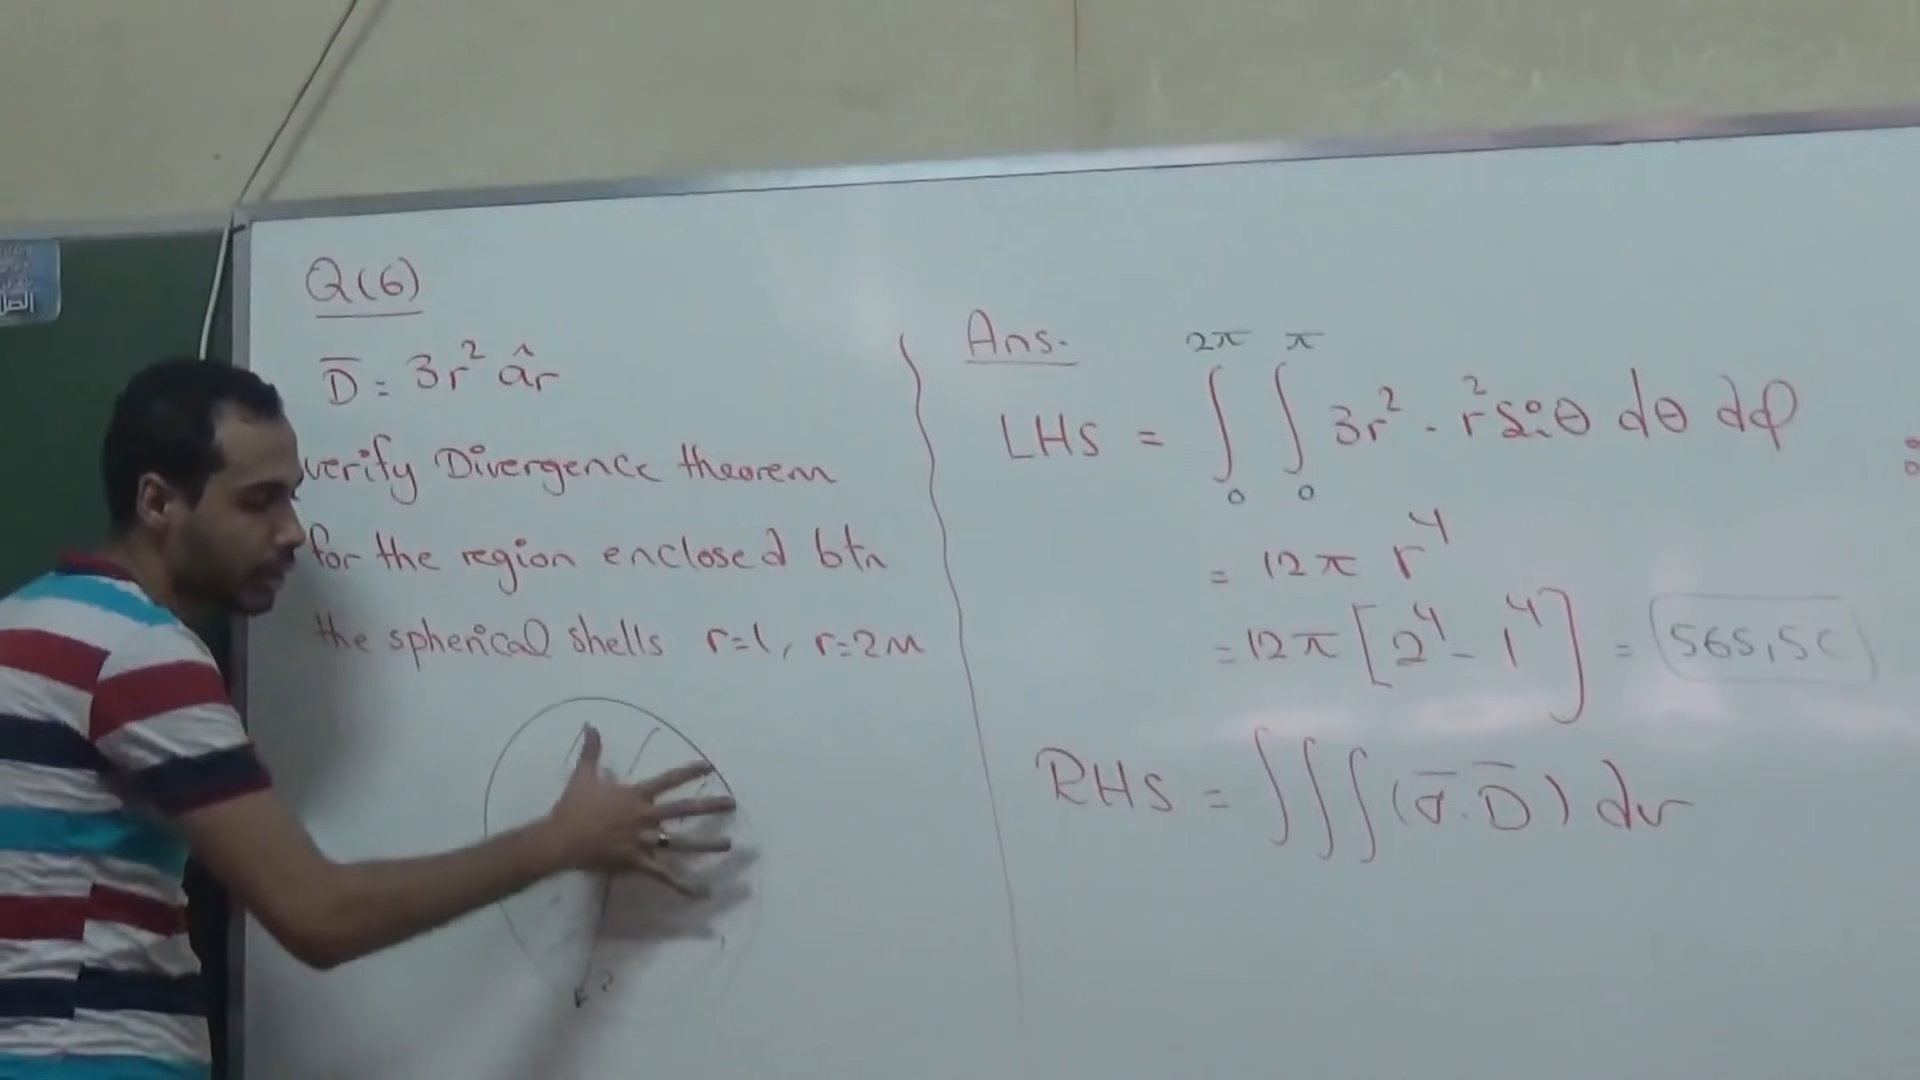 Q(6)
D̅ = 3r² âr
verify Divergence theorem
for the region enclosed btn
the spherical shells r=1, r=2m
2
Ans.
LHS = ∫₀^2π ∫₀^π 3r² . r² sinθ dθ dφ
= 12π r⁴
= 12π [2⁴ - 1⁴] = 565,5
RHS = ∫∫∫ (∇̅.D̅) dv